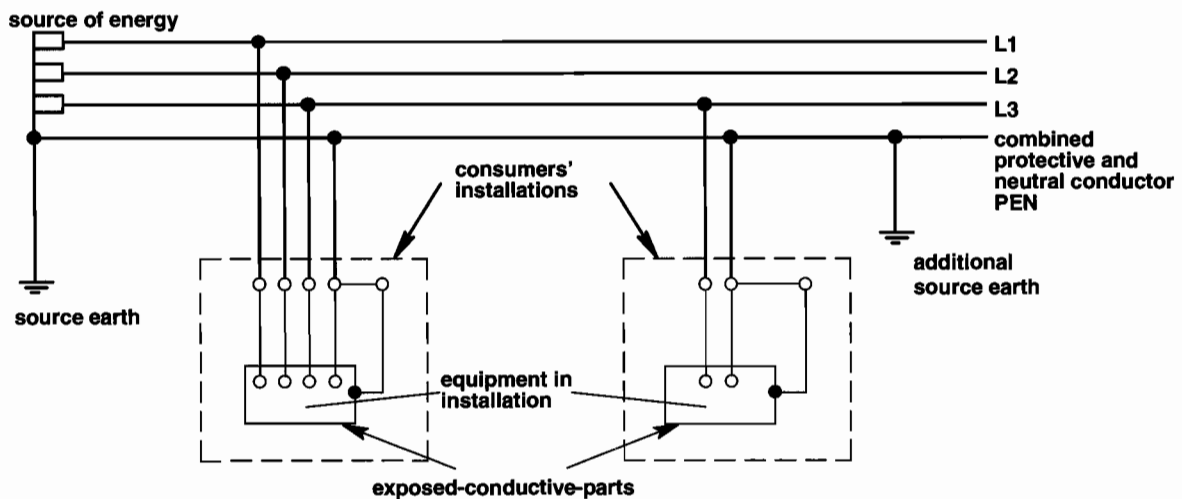 source of energy
L1
L2
L3
combined
protective and
neutral conductor
PEN
consumers'
installations
additional
source earth
source earth
equipment in
installation
exposed-conductive-parts